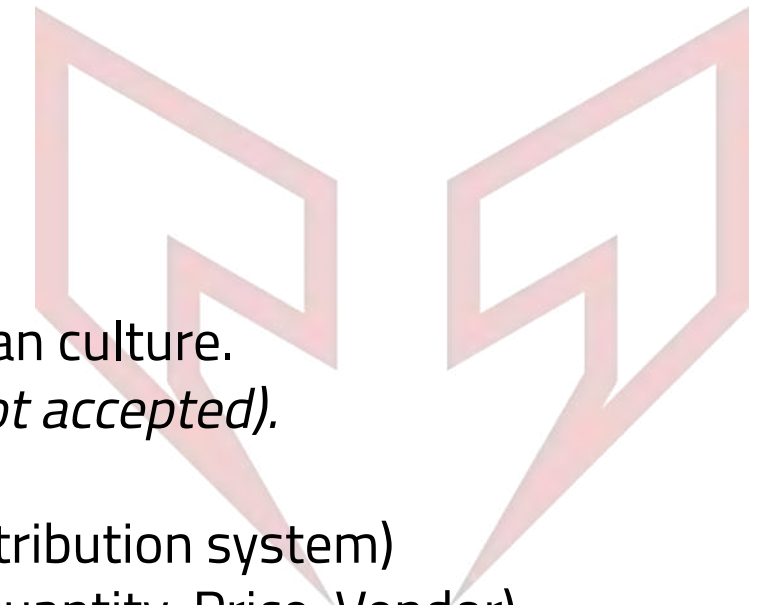 an culture.
ot accepted).
tribution system)
uantity, Price, Vendor)